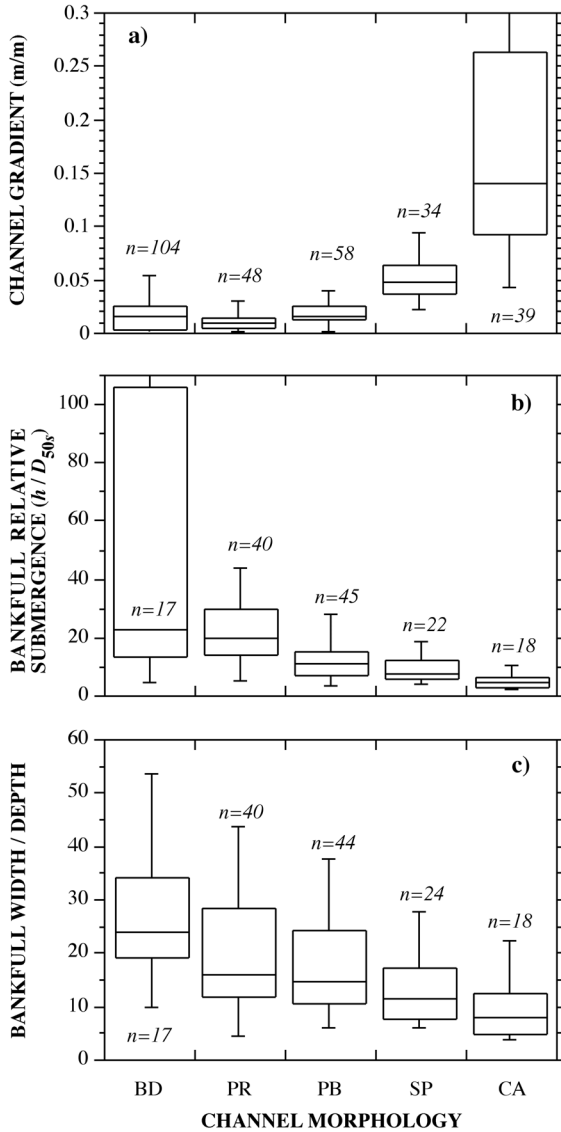 a)
CHANNEL GRADIENT (m/m)
0.3
0.2
0.15
0.1
0.05
0
n=104
n=48
n=58
n=34
n=39
b)
BANKFULL RELATIVE
SUBMERGENCE (h / D50s)
100
80
60
40
20
0
n=17
n=40
n=45
n=22
n=18
c)
BANKFULL WIDTH / DEPTH
60
50
40
30
20
10
0
n=17
n=40
n=44
n=24
n=18
BD PR PB SP CA
CHANNEL MORPHOLOGY